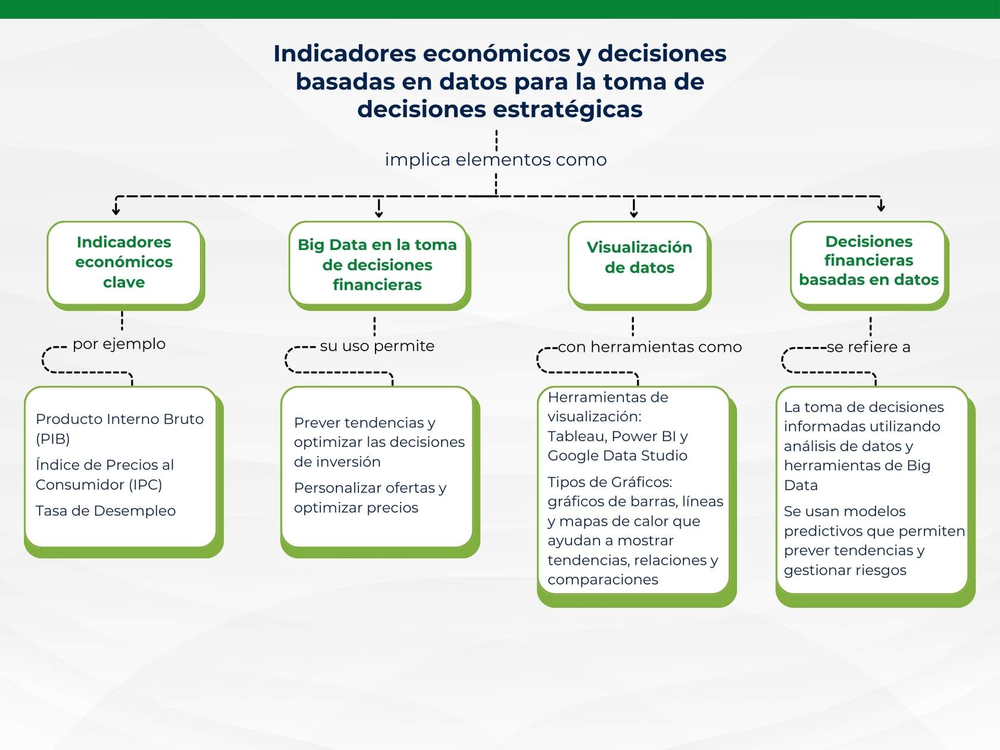 Indicadores económicos y decisiones
basadas en datos para la toma de
decisiones estratégicas
implica elementos como
Indicadores
económicos
clave
por ejemplo
Producto Interno Bruto
(PIB)
Índice de Precios al
Consumidor (IPC)
Tasa de Desempleo
Big Data en la toma
de decisiones
financieras
su uso permite
Prever tendencias y
optimizar las decisiones
de inversión
Personalizar ofertas y
optimizar precios
Visualización
de datos
con herramientas como
Herramientas de
visualización:
Tableau, Power BI y
Google Data Studio
Tipos de Gráficos:
gráficos de barras, líneas
y mapas de calor que
ayudan a mostrar
tendencias, relaciones y
comparaciones
Decisiones
financieras
basadas en datos
se refiere a
La toma de decisiones
informadas utilizando
análisis de datos y
herramientas de Big
Data
Se usan modelos
predictivos que permiten
prever tendencias y
gestionar riesgos